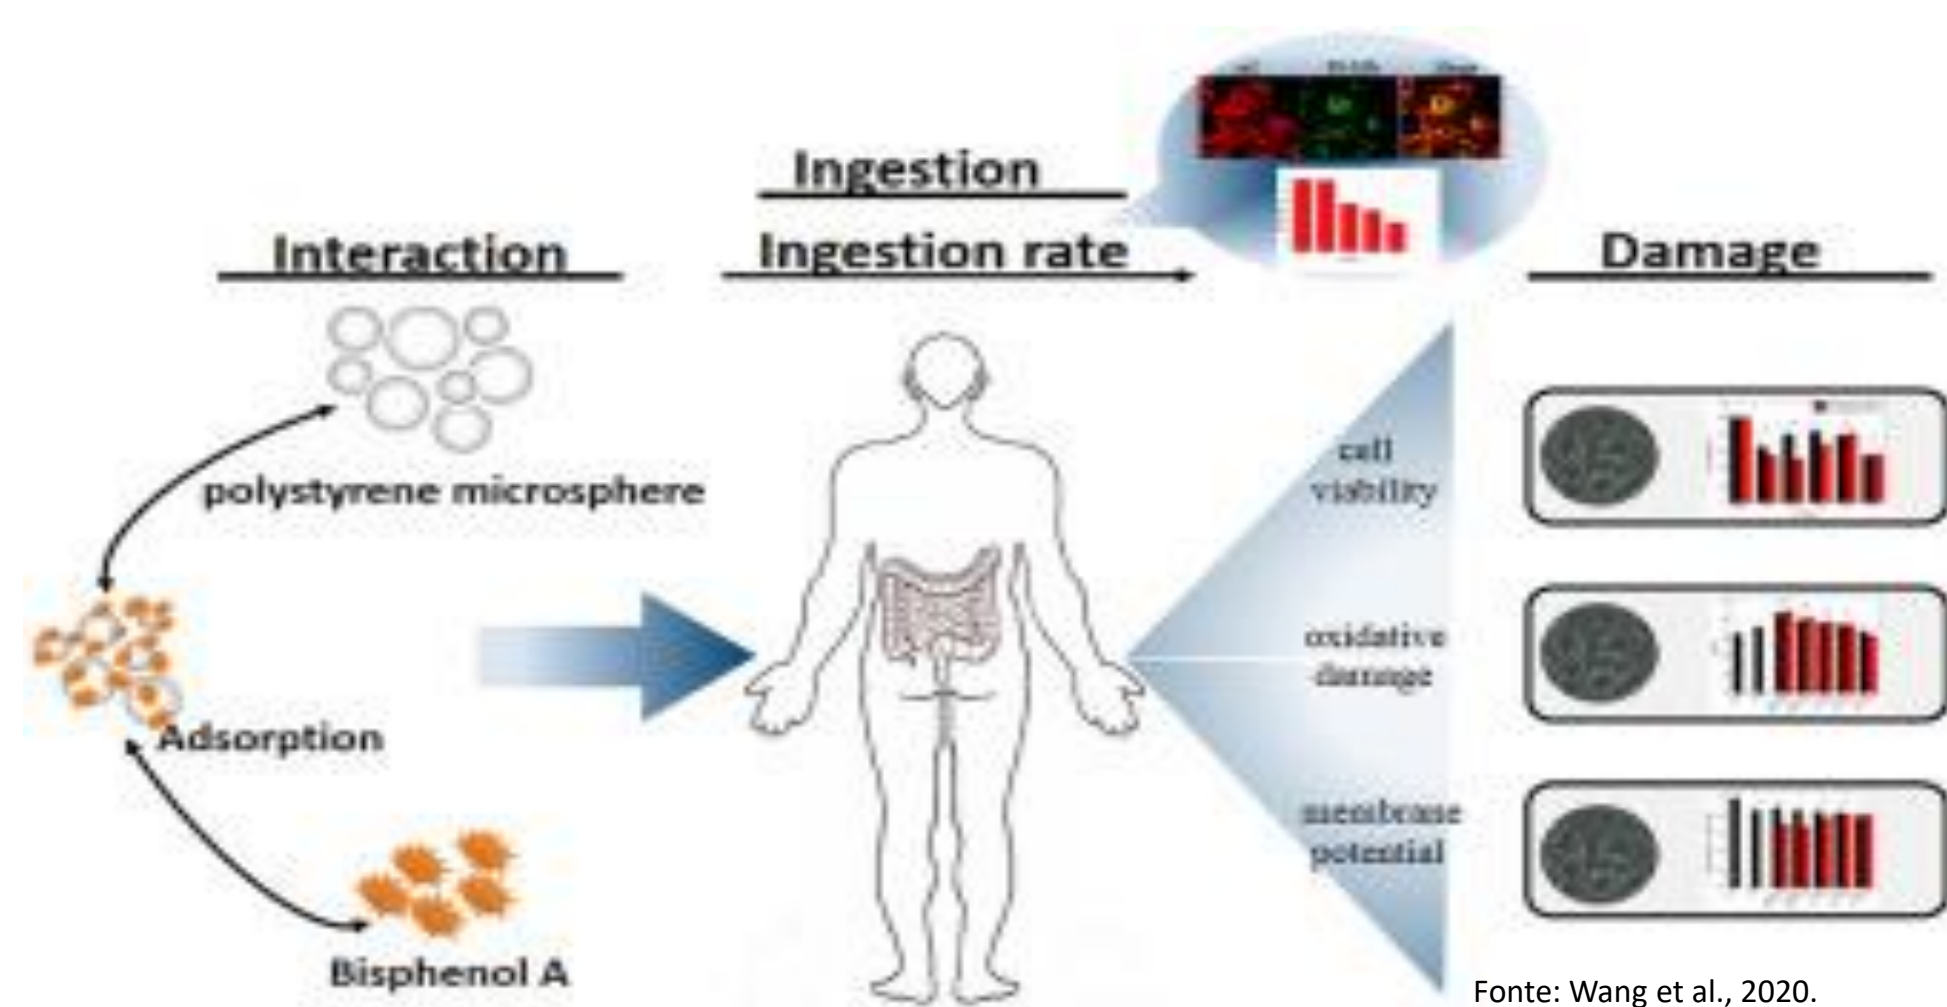 Ingestion
Ingestion rate
Interaction
Damage
polystyrene microsphere
Adsorption
Bisphenol A
cell
viability
oxidative
damage
membrane
potential
Fonte: Wang et al., 2020.